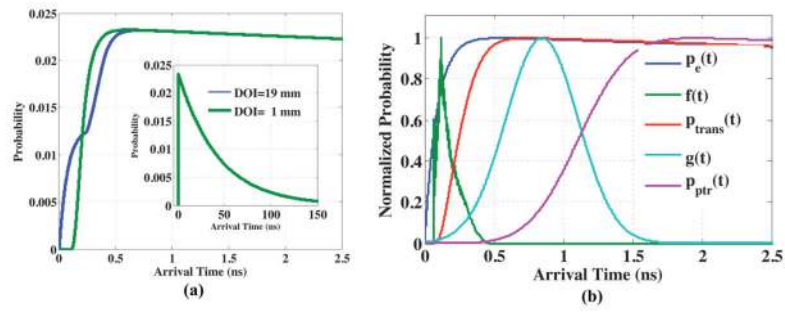 (a)
0.025
0.02
0.015
0.01
0.005
0
Probability
0
0.5
1
1.5
2
2.5
Arrival Time (ns)
0.025
0.02
0.015
0.01
0.005
0
Probability
DOI=19 mm
DOI= 1 mm
0
50
100
150
Arrival Time (ns)
(a)
(b)
1
0.8
0.6
0.4
0.2
0
Normalized Probability
p_e(t)
f(t)
p_trans(t)
g(t)
p_ptr(t)
0
0.5
1
1.5
2
2.5
Arrival Time (ns)
(b)